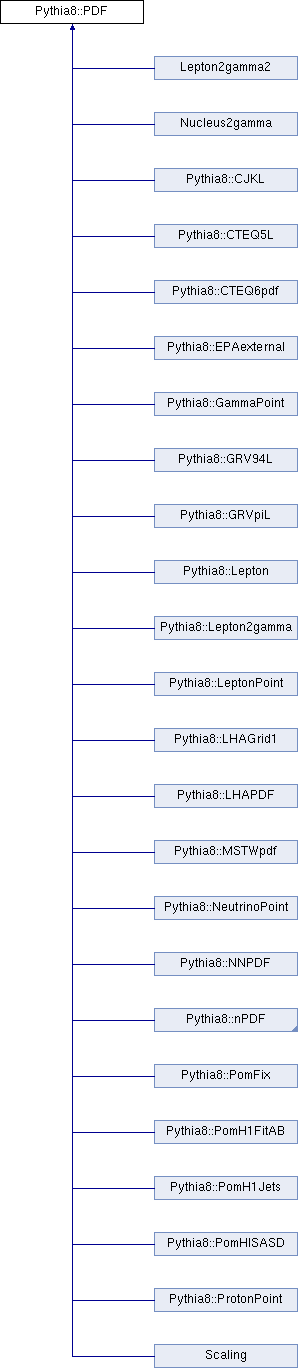 Pythia8::PDF
Lepton2gamma2
Nucleus2gamma
Pythia8::CJKL
Pythia8::CTEQ5L
Pythia8::CTEQ6pdf
Pythia8::EPAexternal
Pythia8::GammaPoint
Pythia8::GRV94L
Pythia8::GRVpiL
Pythia8::Lepton
Pythia8::Lepton2gamma
Pythia8::LeptonPoint
Pythia8::LHAGrid1
Pythia8::LHAPDF
Pythia8::MSTWpdf
Pythia8::NeutrinoPoint
Pythia8::NNPDF
Pythia8::nPDF
Pythia8::PomFix
Pythia8::PomH1FitAB
Pythia8::PomH1Jets
Pythia8::PomHISASD
Pythia8::ProtonPoint
Scaling